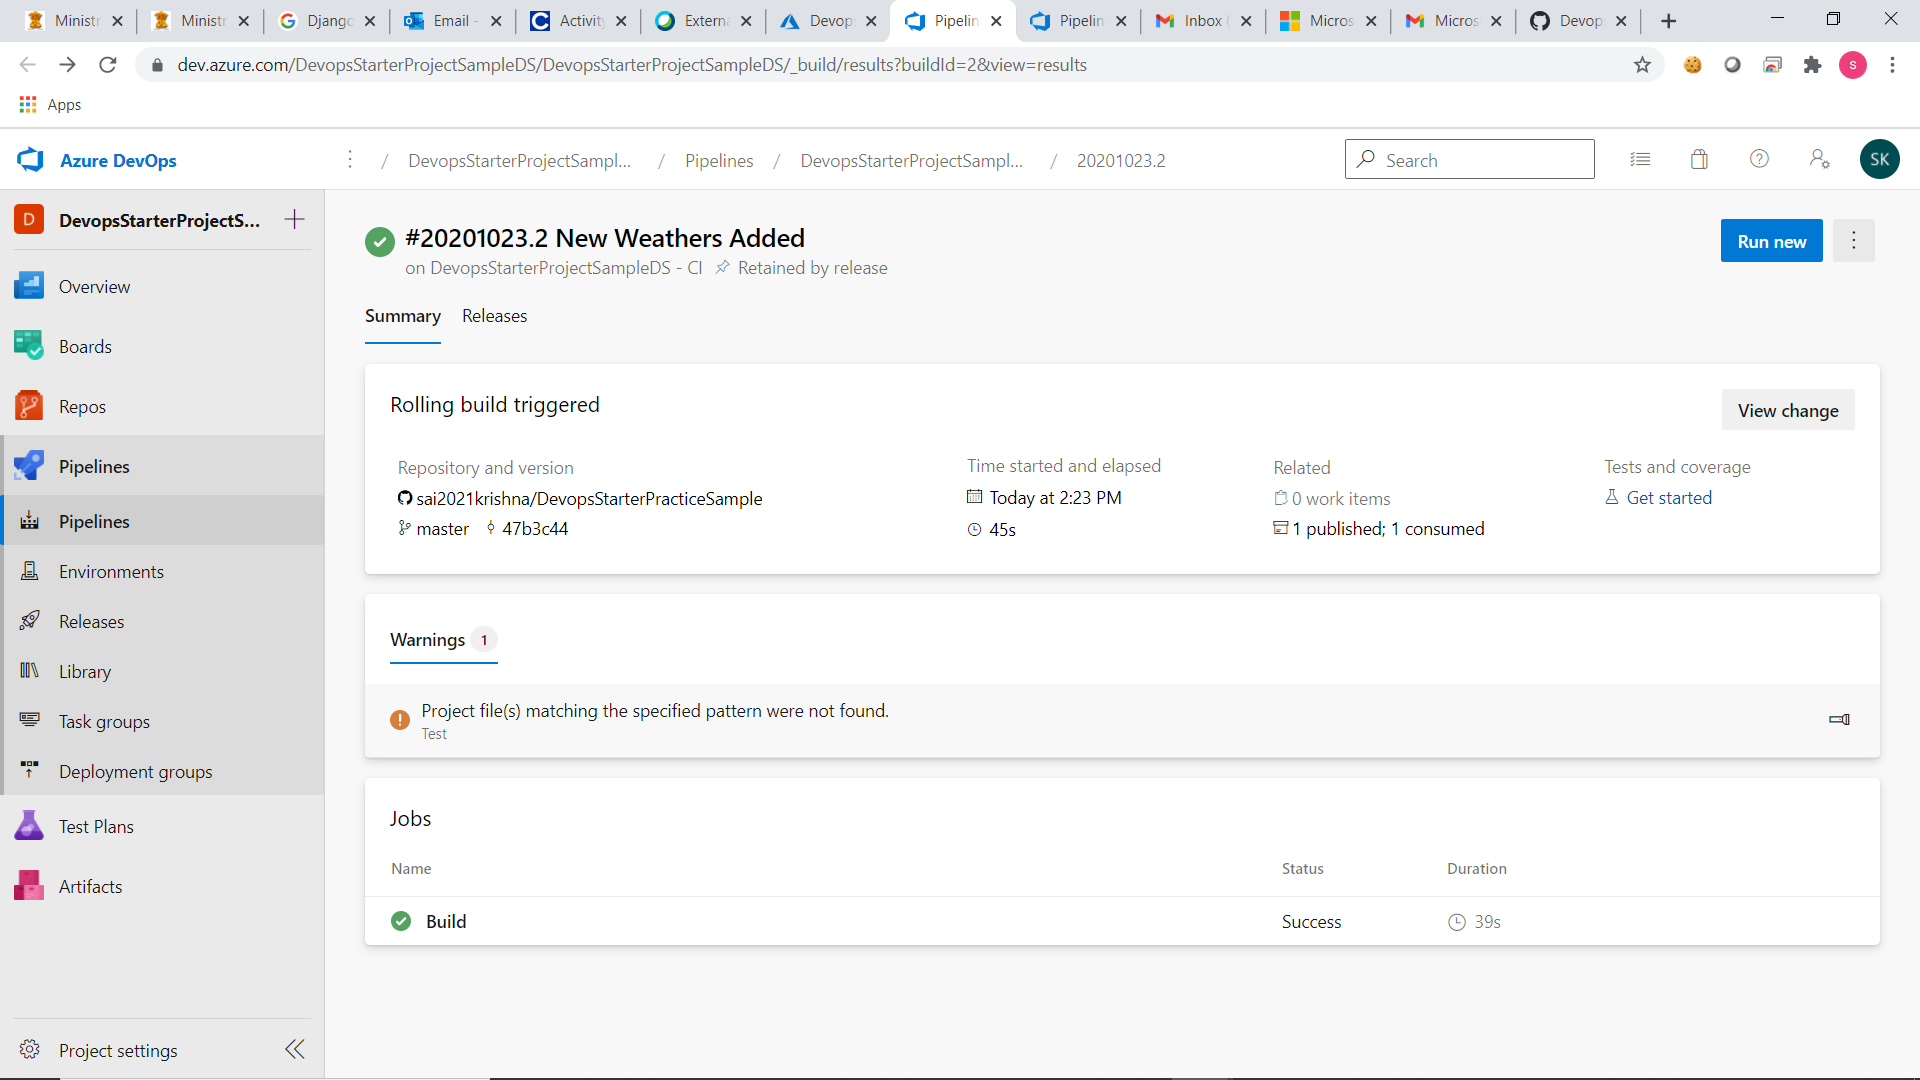 Ministr Ministr Django Email - Activity Externa Devops Pipelin Pipelin Inbox ( Micros Micros Devops
dev.azure.com/DevopsStarterProjectSampleDS/DevopsStarterProjectSampleDS/_build/results?buildId=2&view=results
S
Apps
Azure DevOps
/ DevopsStarterProjectSampl... / Pipelines / DevopsStarterProjectSampl... / 20201023.2
Search
SK
D DevopsStarterProjectS...
Overview
Boards
Repos
Pipelines
Pipelines
Environments
Releases
Library
Task groups
Deployment groups
Test Plans
Artifacts
Project settings
#20201023.2 New Weathers Added
on DevopsStarterProjectSampleDS - CI Retained by release
Run new
Summary Releases
Rolling build triggered
View change
Repository and version
sai2021krishna/DevopsStarterPracticeSample
master 47b3c44
Time started and elapsed
Today at 2:23 PM
45s
Related
0 work items
1 published; 1 consumed
Tests and coverage
Get started
Warnings 1
Project file(s) matching the specified pattern were not found.
Test
Jobs
Name Status Duration
Build Success 39s